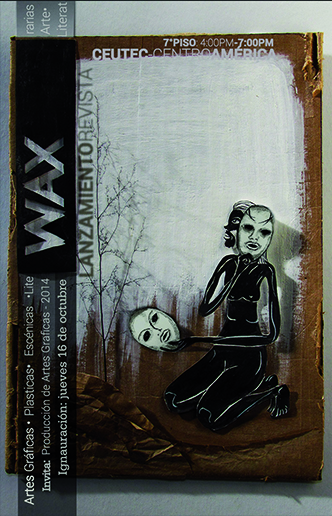 7°PISO: 4:00PM-7:00PM
CEUTEC-CENTROAMÉRICA
WAX
LANZAMIENTO REVISTA
rarias
Arte•
Literat
Artes Gráficas • Plasticas• Escénicas •Lite
Invita: Producción de Artes Graficas - 2014
Ignauración: jueves 16 de octubre